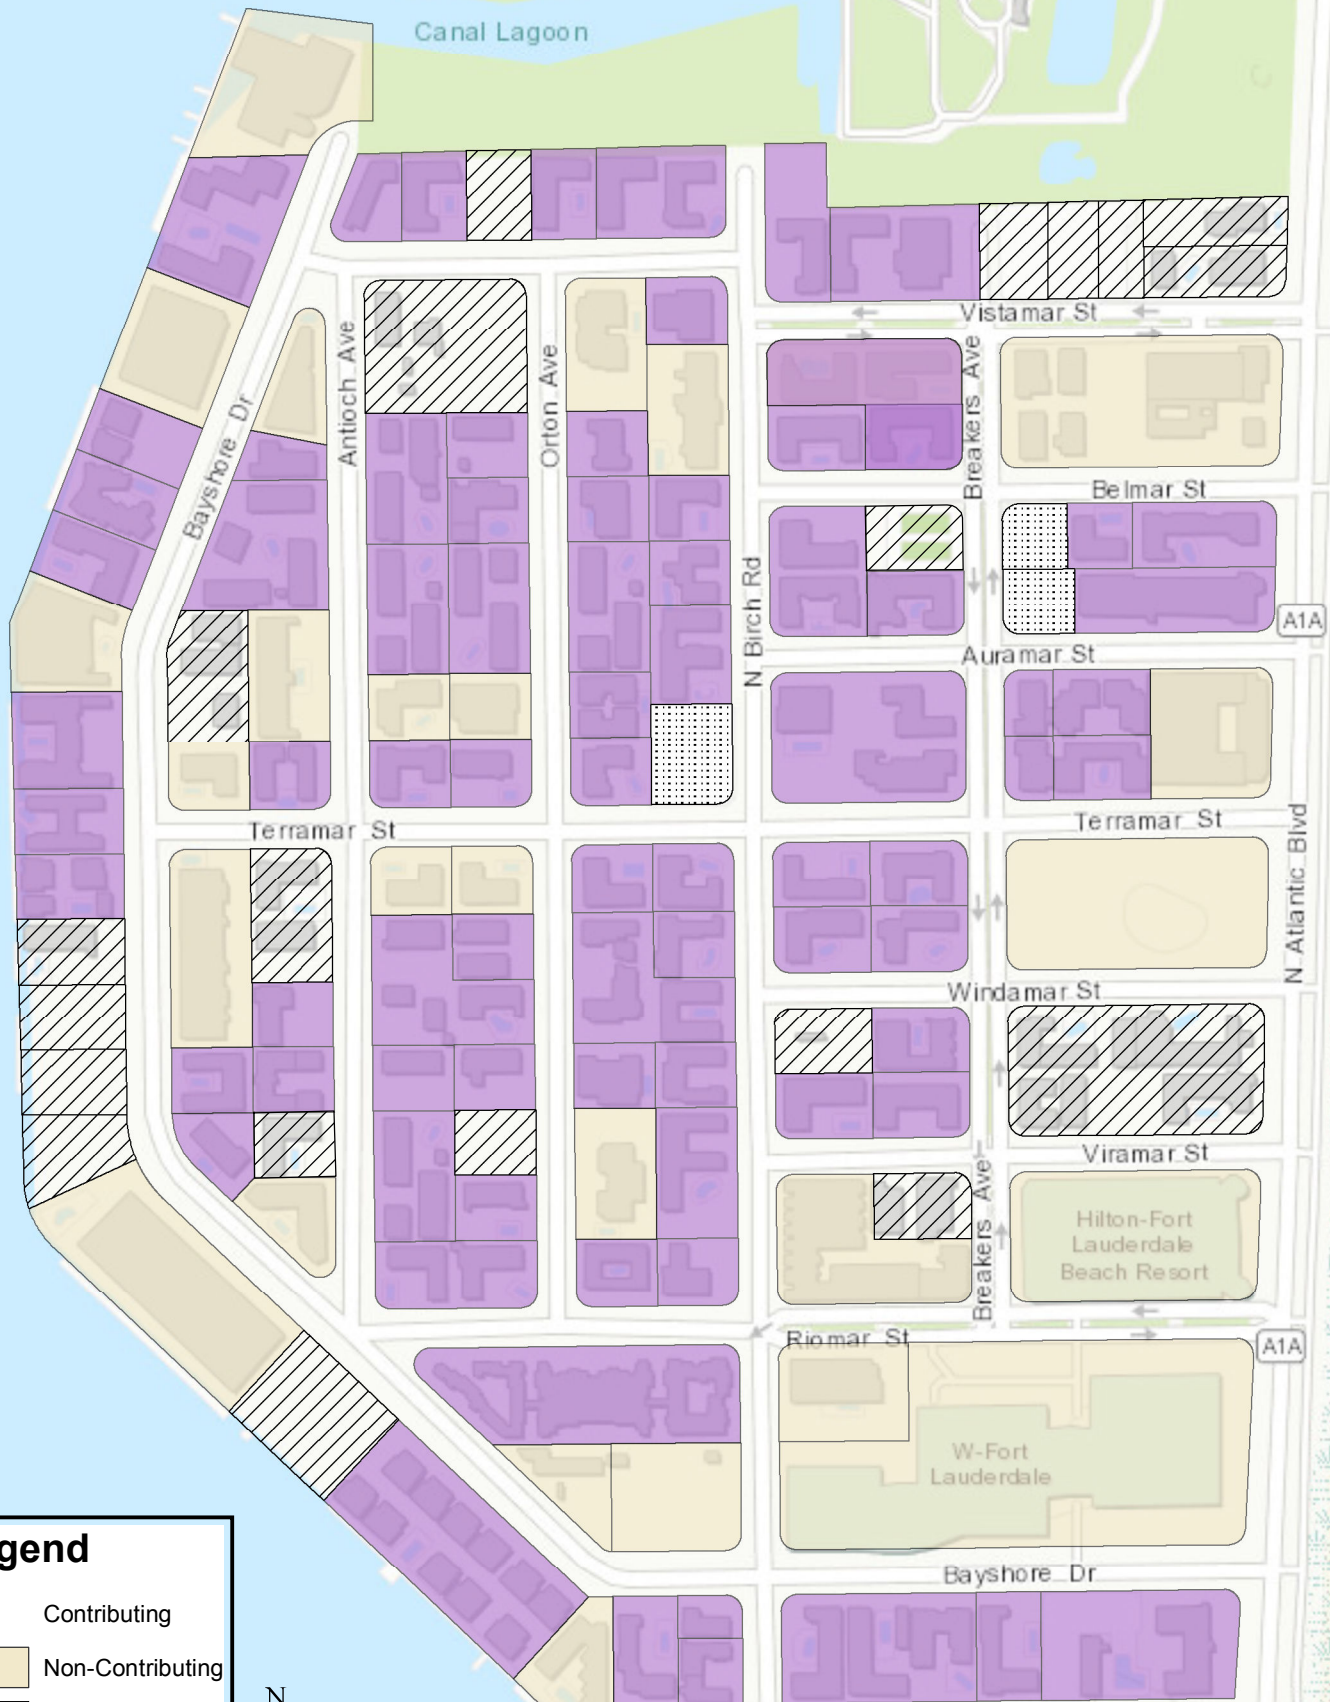 Canal Lagoon
Vistamar St
Antioch Ave
Orton Ave
Breakers Ave
Bayshore Dr
Belmar St
N Birch Rd
A1A
Auramar St
Terramar St
Terramar St
N Atlantic Blvd
Windamar St
Viramar St
Breakers Ave
Hilton-Fort
Lauderdale
Beach Resort
Riomar St
A1A
W-Fort
Lauderdale
gend
Bayshore Dr
Contributing
Non-Contributing
N